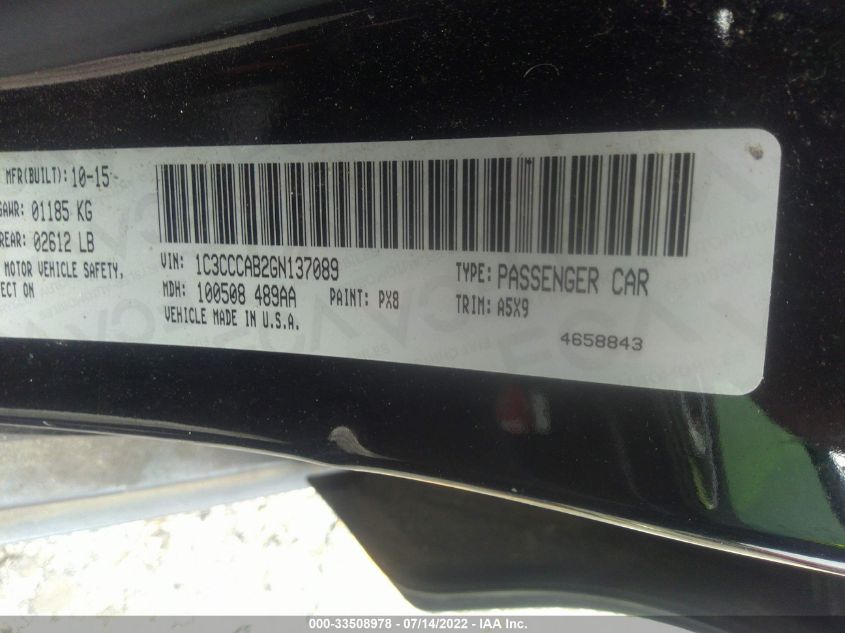 MFR(BUILT): 10-15
GAWR: 01185 KG
REAR: 02612 LB
MOTOR VEHICLE SAFETY,
ECT ON
VIN: 1C3CCCAB2GN137089
TYPE: PASSENGER CAR
MDH: 100508 489AA PAINT: PX8
TRIM: A5X9
VEHICLE MADE IN U.S.A.
4658843
000-33508978 - 07/14/2022 - IAA Inc.